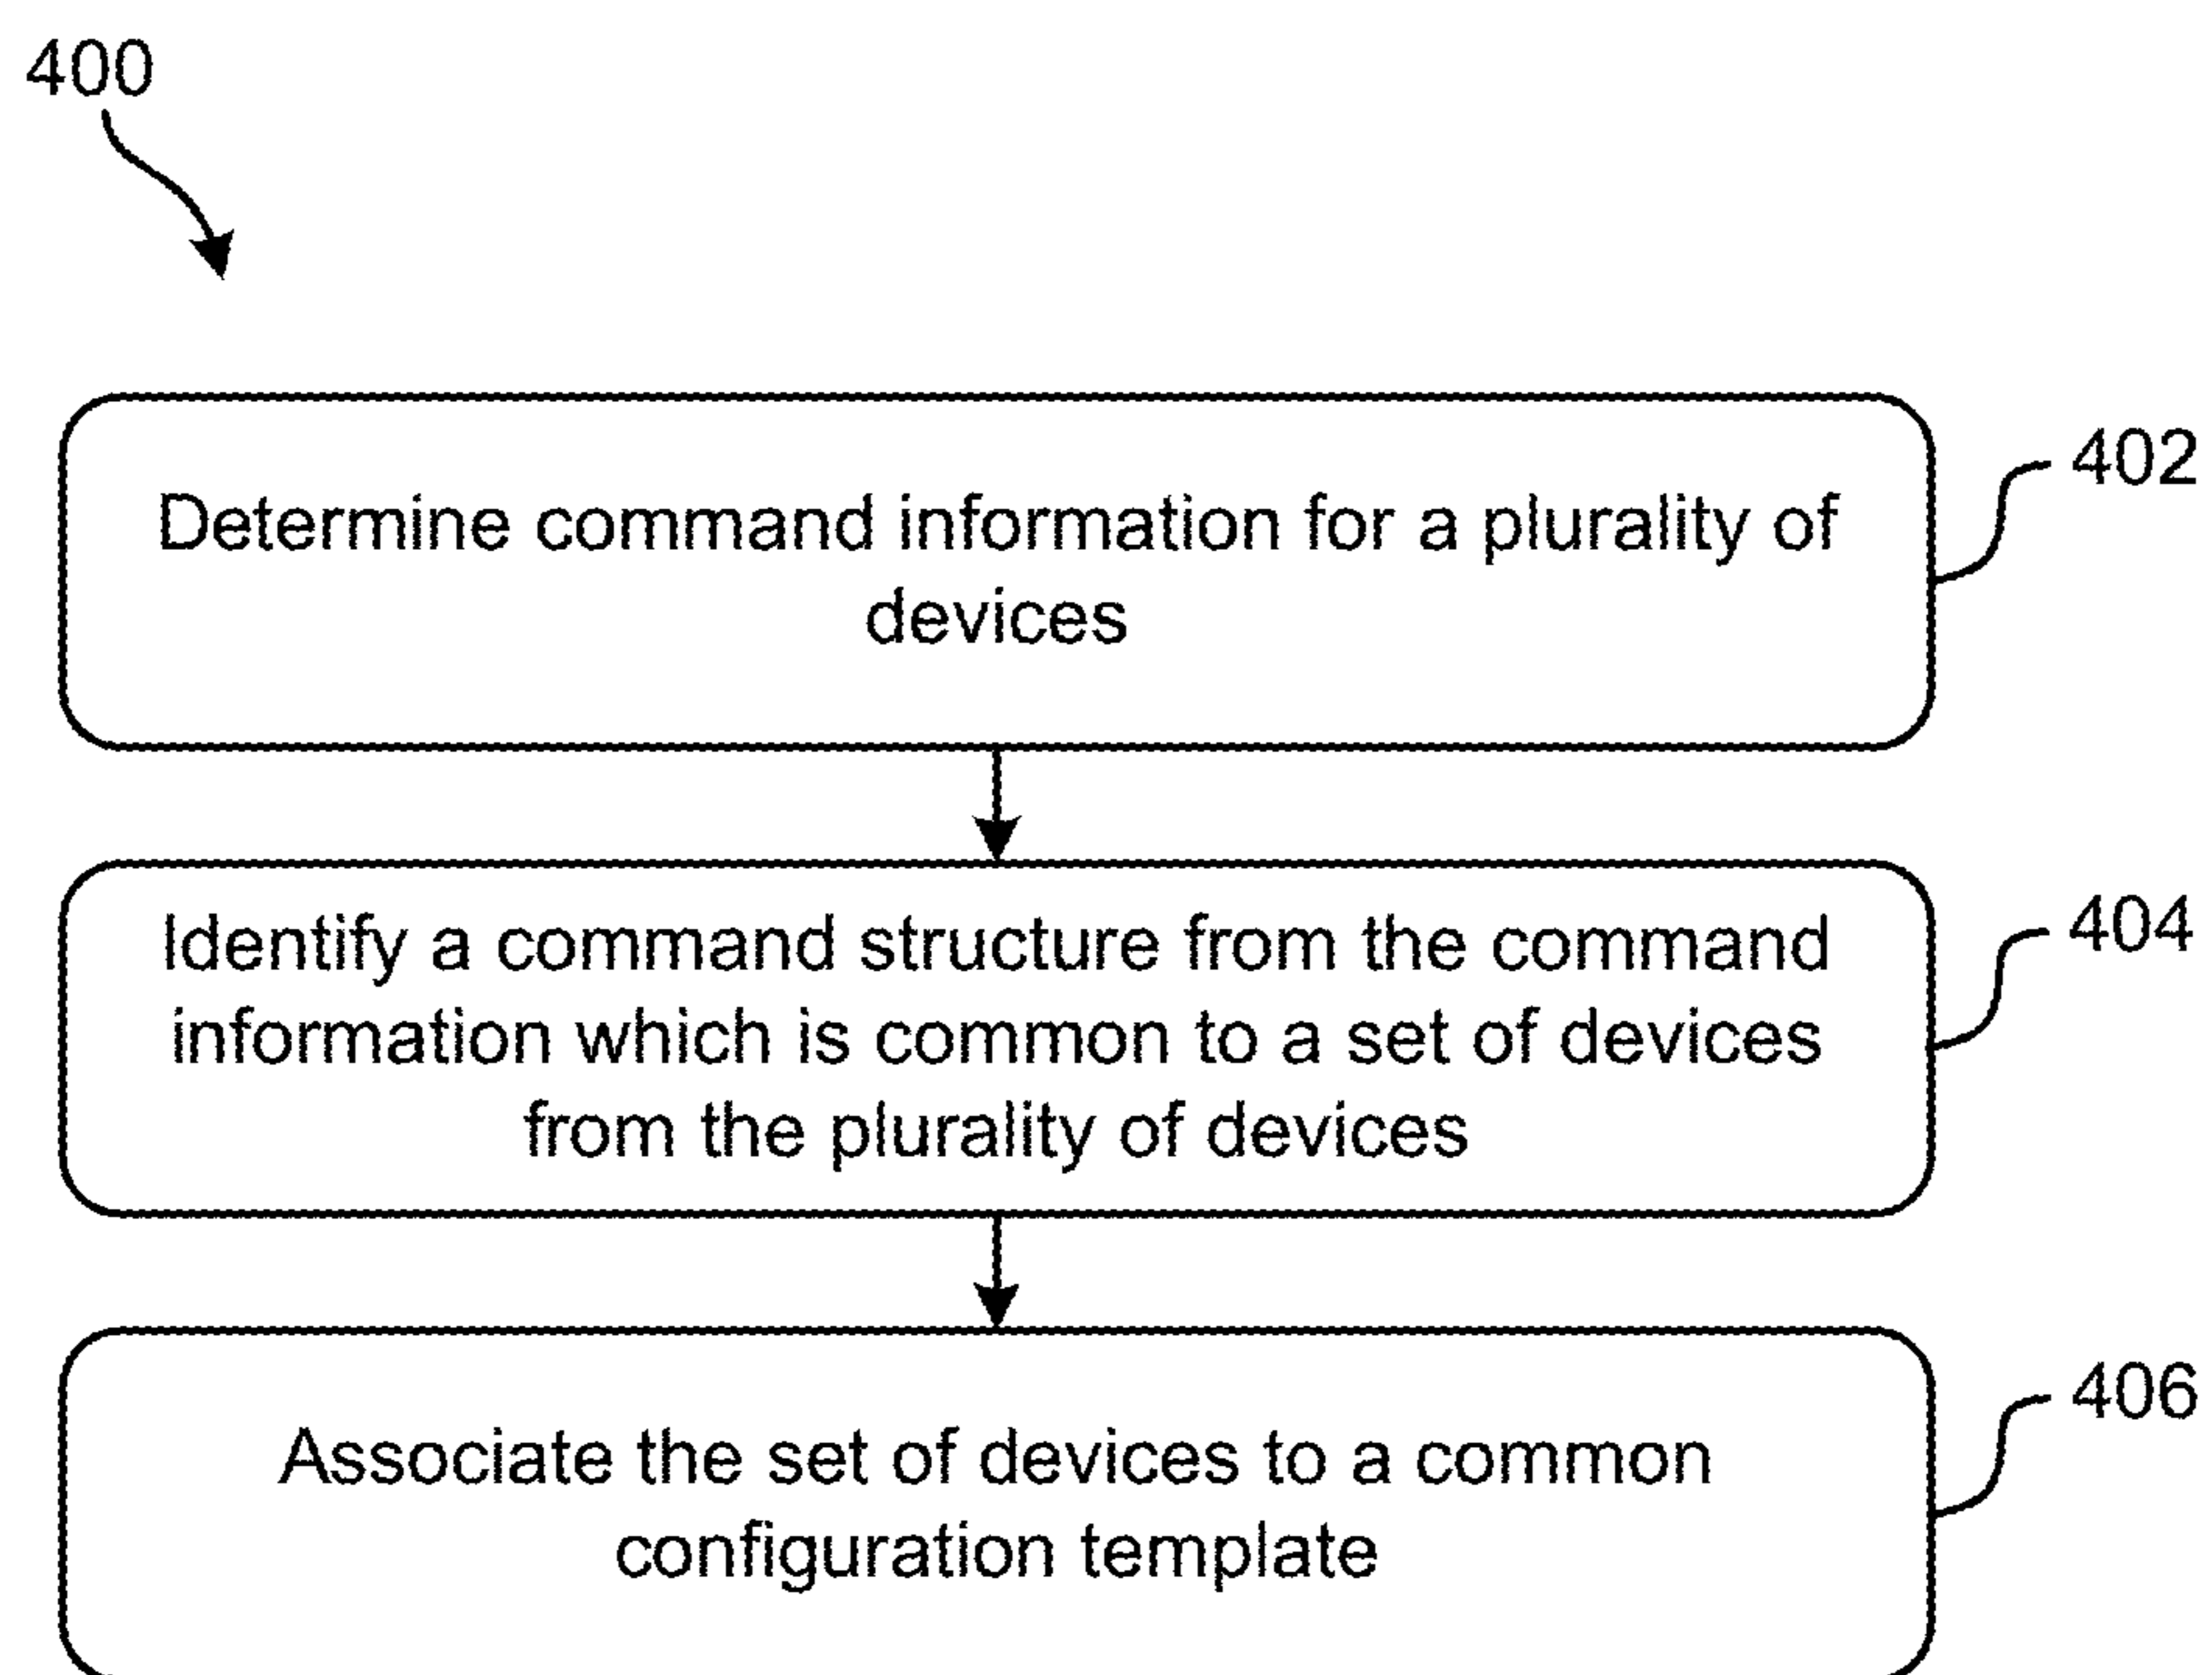 400
402
Determine command information for a plurality of
devices
404
Identify a command structure from the command
information which is common to a set of devices
from the plurality of devices
406
Associate the set of devices to a common
configuration template